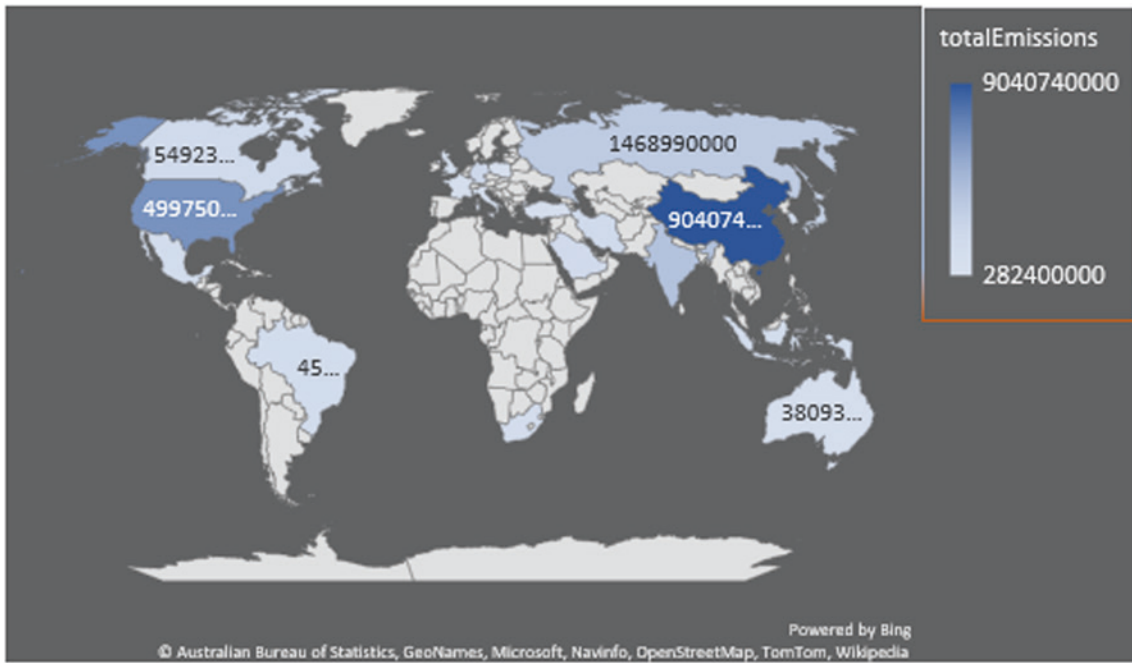 totalEmissions
9040740000
282400000
54923...
1468990000
499750...
904074...
45...
38093...
Powered by Bing
© Australian Bureau of Statistics, GeoNames, Microsoft, Navinfo, OpenStreetMap, TomTom, Wikipedia